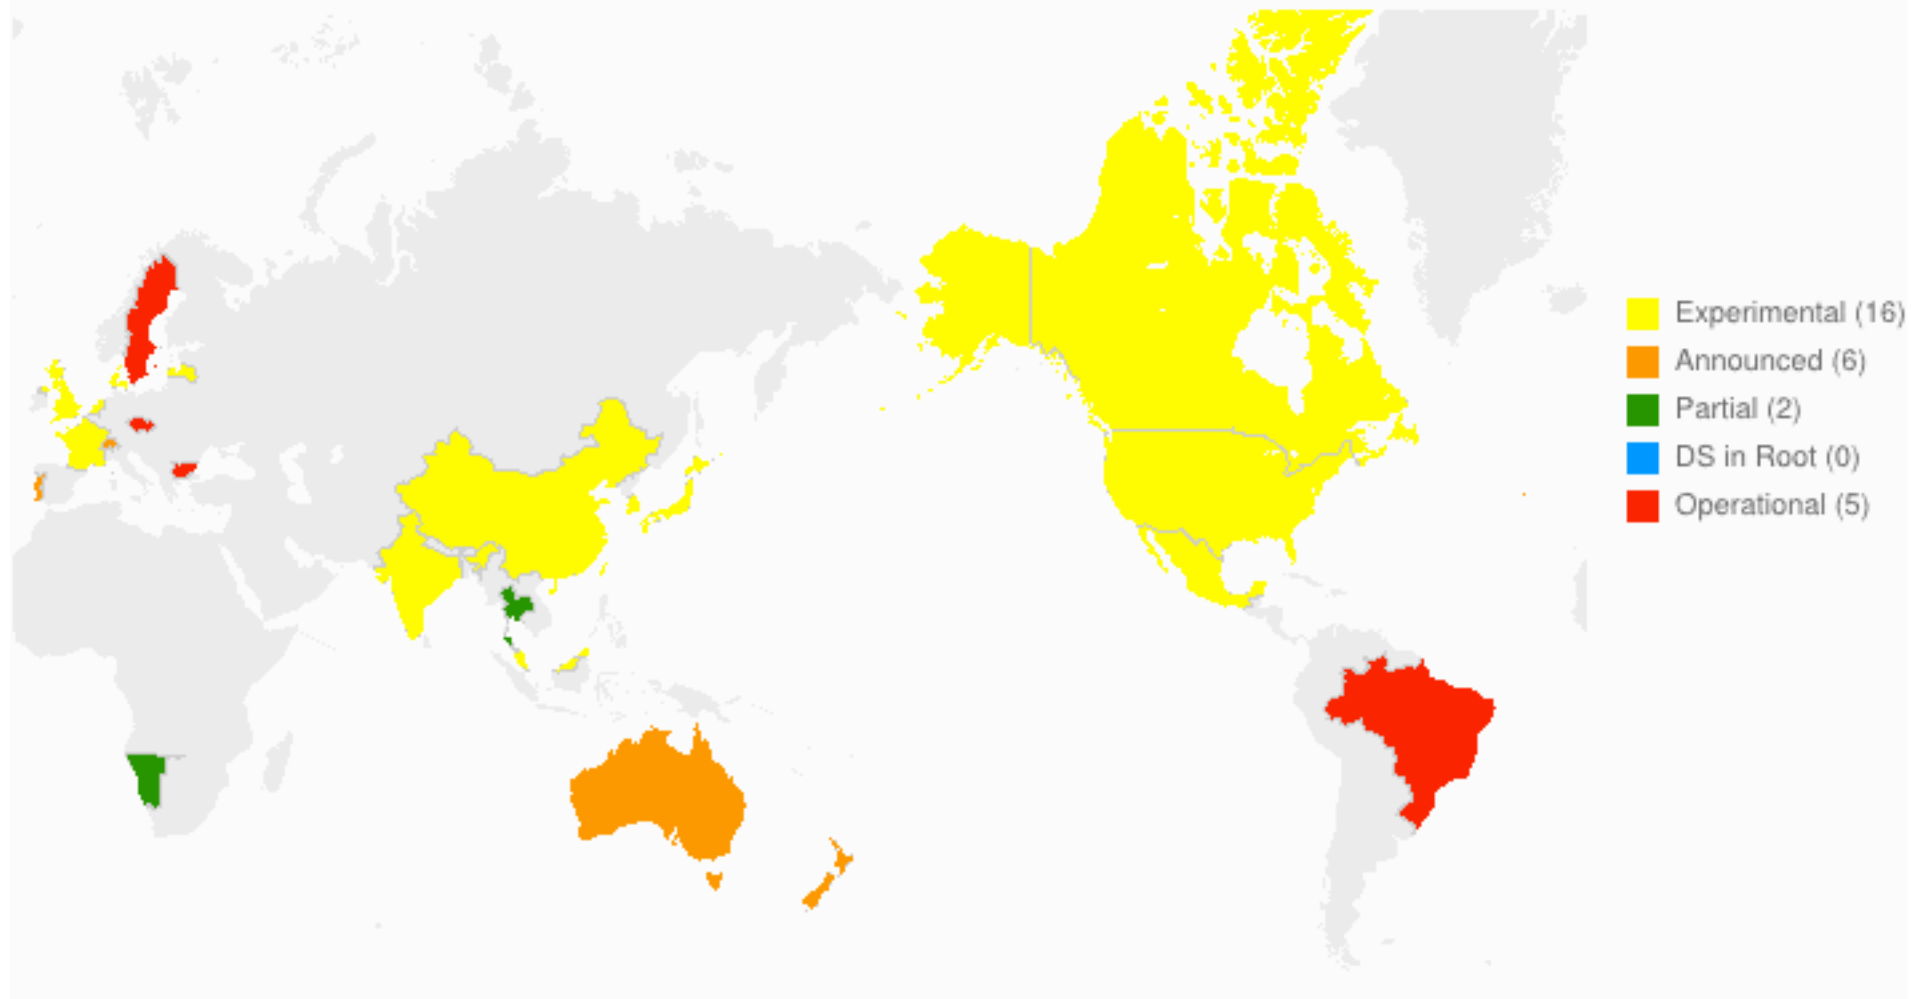 Experimental (16)
Announced (6)
Partial (2)
DS in Root (0)
Operational (5)